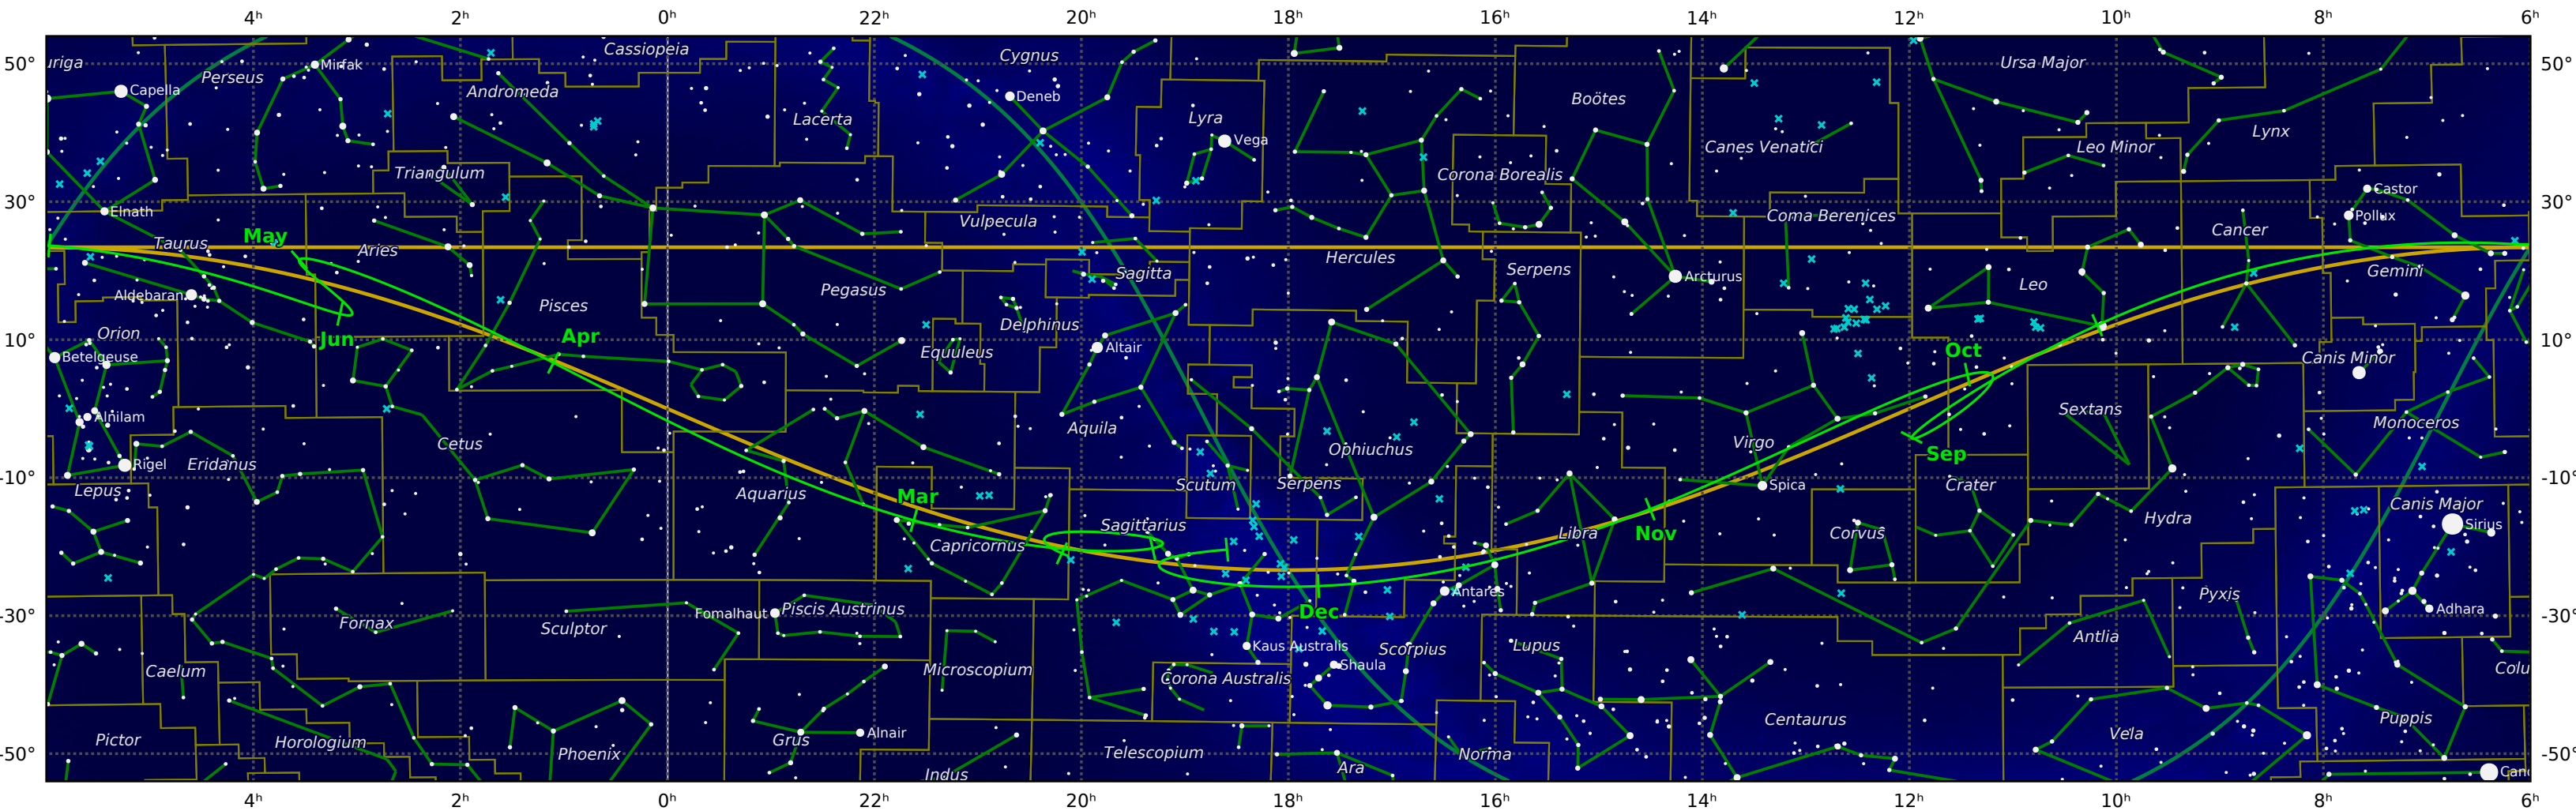 4h 2h 0h 22h 20h 18h 16h 14h 12h 10h 8h 6h
50° uriga Perseus Mirfak Cassiopeia Cygnus Ursa Major 50°
Capella Andromeda Deneb Boötes
Lacerta Lyra Vega Canes Venatici Leo Minor Lynx
Triangulum Corona Borealis Castor
30° Elnath Vulpecula Coma Berenices Pollux 30°
May Taurus Aries Hercules Cancer
Sagitta Serpens Arcturus Leo Gemini
Aldebaran Pisces Pegasus
Orion Jun Apr Delphinus
10° Betelgeuse Equuleus Altair Oct Canis Minor 10°
Alnilam Aquila Sextans Monoceros
Cetus Virgo
Rigel Eridanus Ophiuchus Sep
-10° Lepus Aquarius Mar Scutum Serpens Spica Crater -10°
Sagittarius Libra Nov Corvus Hydra Canis Major Sirius
Capricornus
Fornax Sculptor Fomalhaut Piscis Austrinus Dec Antares Pyxis Adhara
-30° -30°
Caelum Microscopium Kaus Australis Shaula Scorpius Lupus Antlia Colu
Corona Australis
Pictor Horologium Phoenix Grus Alnair Centaurus Vela Puppis
-50° Indus Telescopium Ara Norma Can -50°
4h 2h 0h 22h 20h 18h 16h 14h 12h 10h 8h 6h